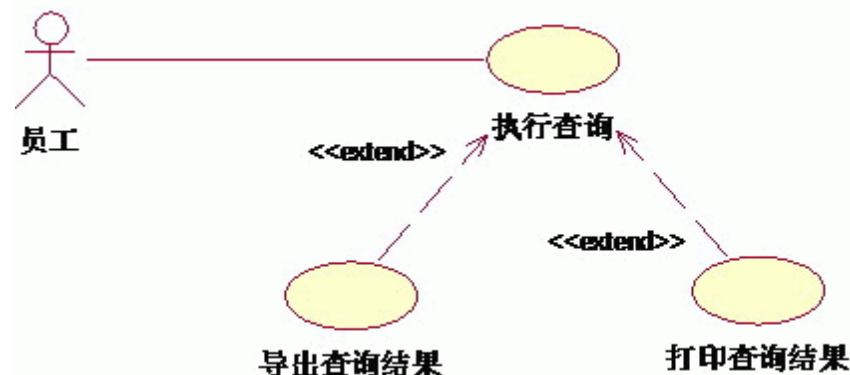 执行查询
员工
<<extend>>
<<extend>>
导出查询结果
打印查询结果